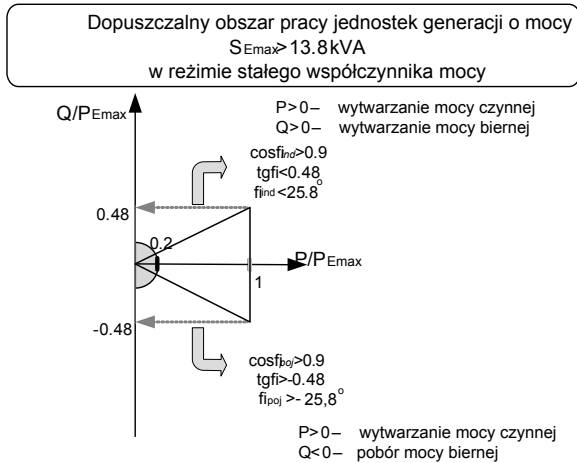 Dopuszczalny obszar pracy jednostek generacji o mocy
SEmax>13.8kVA
w reżimie stałego współczynnika mocy
Q/PEmax
P>0– wytwarzanie mocy czynnej
Q>0– wytwarzanie mocy biernej
cosfiind>0.9
tgfi<0.48
fiind<25.8°
0.48
0.2
P/PEmax
1
-0.48
cosfipoj>0.9
tgfi>-0.48
fipoj>-25,8°
P>0– wytwarzanie mocy czynnej
Q<0– pobór mocy biernej